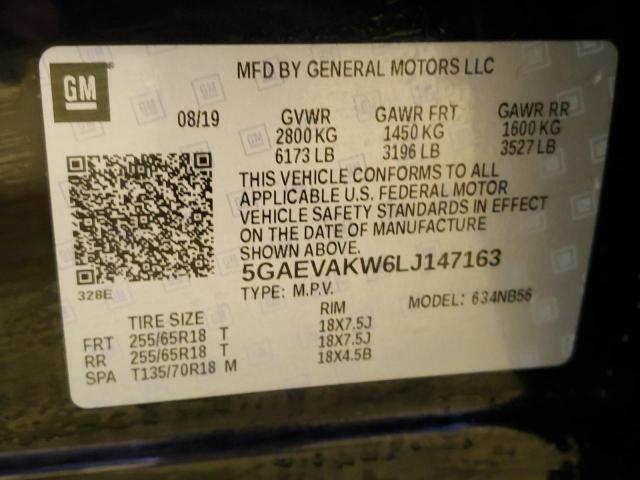 GM
MFD BY GENERAL MOTORS LLC
08/19 GVWR GAWR FRT GAWR RR
2800 KG 1450 KG 1600 KG
6173 LB 3196 LB 3527 LB
THIS VEHICLE CONFORMS TO ALL
APPLICABLE U.S. FEDERAL MOTOR
VEHICLE SAFETY STANDARDS IN EFFECT
ON THE DATE OF MANUFACTURE
SHOWN ABOVE.
328E 5GAEVAKW6LJ147163
TYPE: M.P.V. MODEL: 634NB56
TIRE SIZE RIM
FRT 255/65R18 T 18X7.5J
RR 255/65R18 T 18X7.5J
SPA T135/70R18 M 18X4.5B